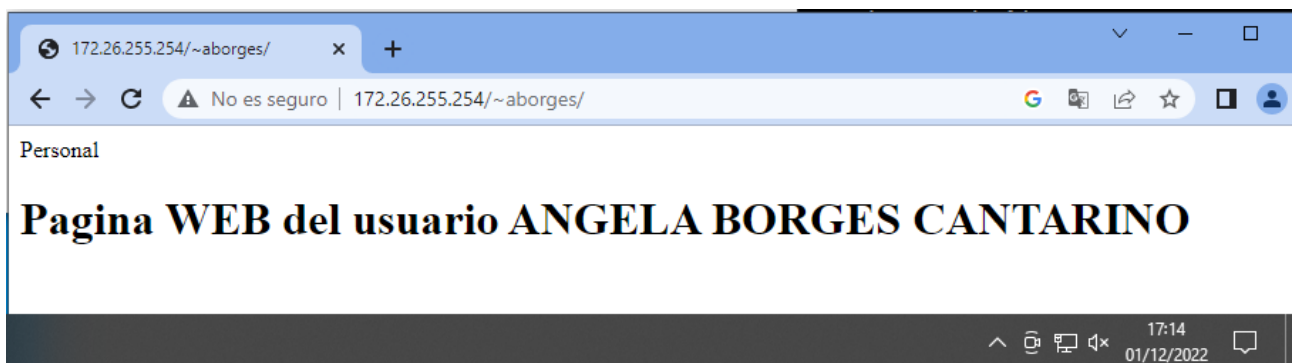 172.26.255.254/~aborges/
No es seguro | 172.26.255.254/~aborges/
Personal
Pagina WEB del usuario ANGELA BORGES CANTARINO
17:14
01/12/2022